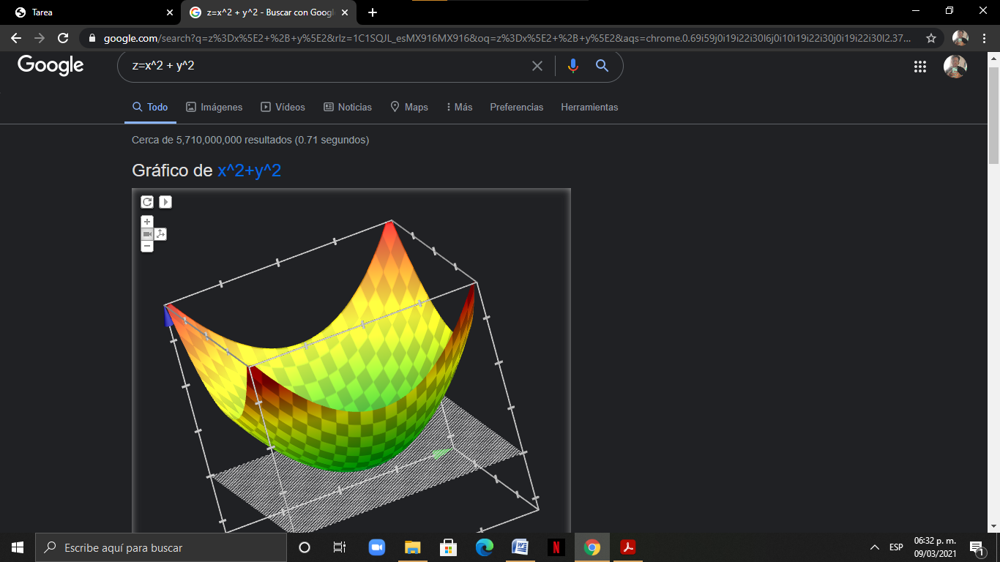 Tarea
z=x^2 + y^2 - Buscar con Googl
google.com/search?q=z%3Dx%5E2+%2B+y%5E2&rlz=1C1SQJL_esMX916MX916&oq=z%3Dx%5E2+%2B+y%5E2&aqs=chrome.0.69i59j0i19i22i30l6j0i10i19i22i30j0i19i22i30l2.37...
Google
z=x^2 + y^2
Todo
Imágenes
Vídeos
Noticias
Maps
Más
Preferencias
Herramientas
Cerca de 5,710,000,000 resultados (0.71 segundos)
Gráfico de x^2+y^2
Escribe aquí para buscar
ESP
06:32 p. m.
09/03/2021
1